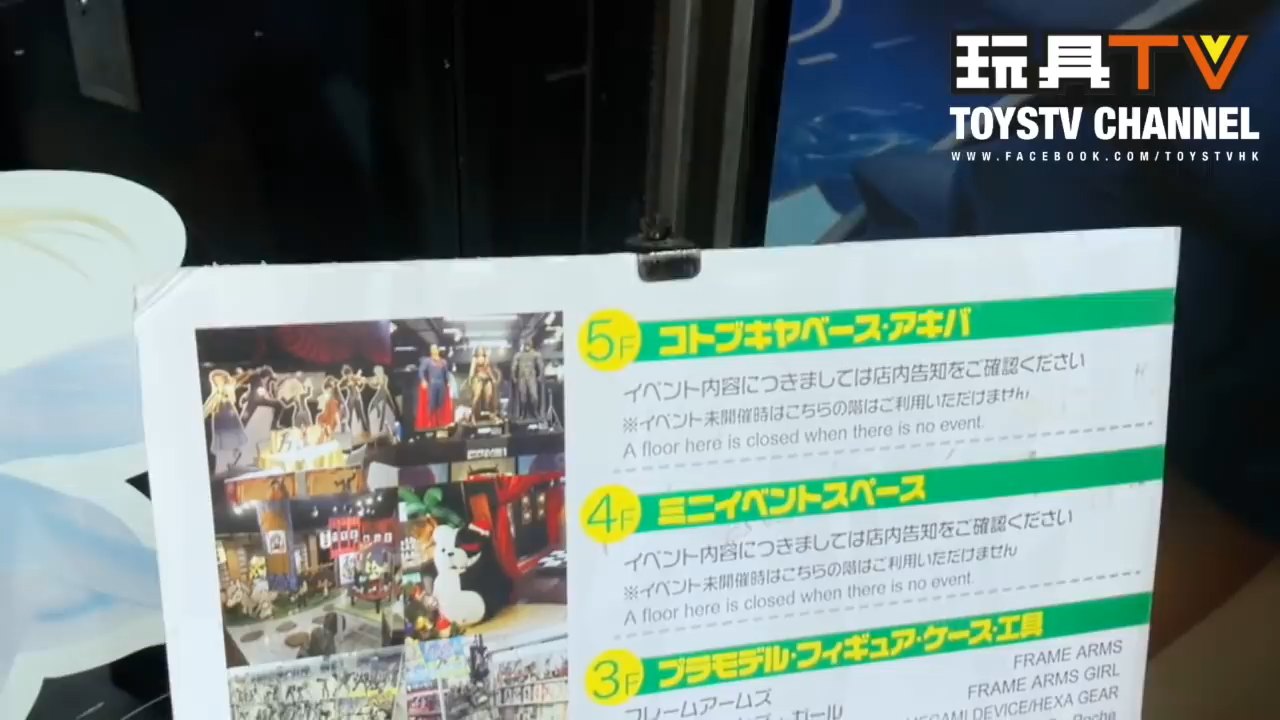 玩具TV
TOYSTV CHANNEL
WWW.FACEBOOK.COM/TOYSTVHK
5F コトブキヤベース・アキバ
イベント内容につきましては店内告知をご確認ください
※イベント未開催時はこちらの階はご利用いただけません
A floor here is closed when there is no event.
4F ミニイベントスペース
イベント内容につきましては店内告知をご確認ください
※イベント未開催時はこちらの階はご利用いただけません
A floor here is closed when there is no event.
3F プラモデル・フィギュア・ケース・工具
フレームアームズ
FRAME ARMS
FRAME ARMS GIRL
ガール
MEGAMI DEVICE/HEXA GEAR